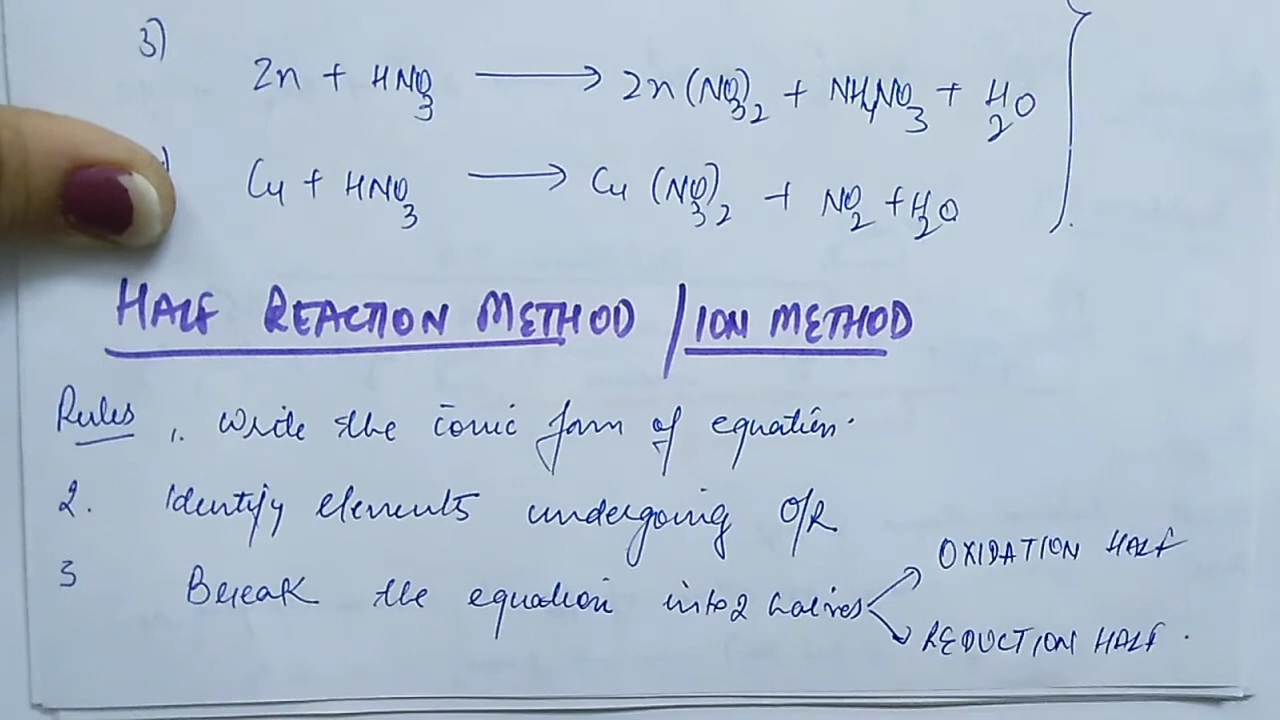 3)
Zn + HNO3 → Zn(NO3)2 + NH4NO3 + H2O
)
Cu + HNO3 → Cu (NO3)2 + NO2 + H2O
HALF REACTION METHOD / ION METHOD
Rules 1. Write the ionic form of equation.
2. Identify elements undergoing O/R
3 Break the equation into 2 halves
OXIDATION HALF
REDUCTION HALF.